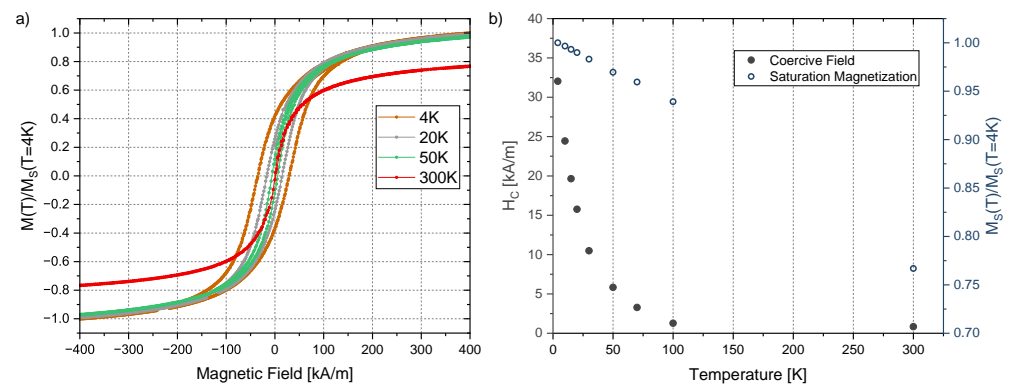 a)
1.0
0.8
0.6
0.4
0.2
0.0
−0.2
−0.4
−0.6
−0.8
−1.0
M(T)/M_S(T=4K)
4K
20K
50K
300K
−400 −300 −200 −100 0 100 200 300 400
Magnetic Field [kA/m]
b)
40
35
30
25
20
15
10
5
0
H_C [kA/m]
Coercive Field
Saturation Magnetization
0 50 100 150 200 250 300
Temperature [K]
1.00
0.95
0.90
0.85
0.80
0.75
0.70
M_S(T)/M_S(T=4K)